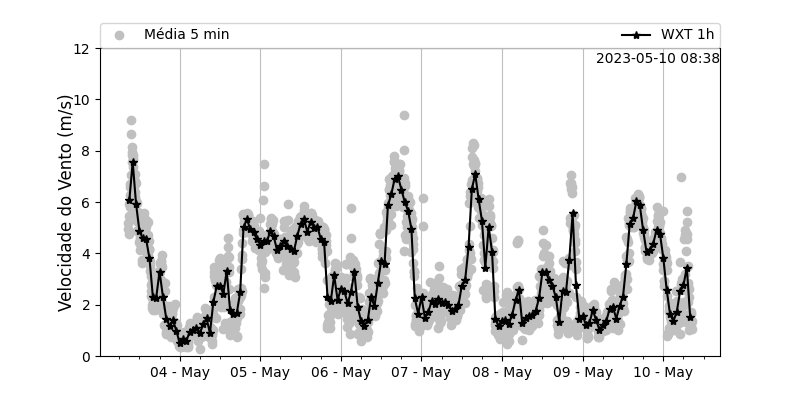 Média 5 min
WXT 1h
2023-05-10 08:38
Velocidade do Vento (m/s)
12
10
8
6
4
2
0
04 - May
05 - May
06 - May
07 - May
08 - May
09 - May
10 - May